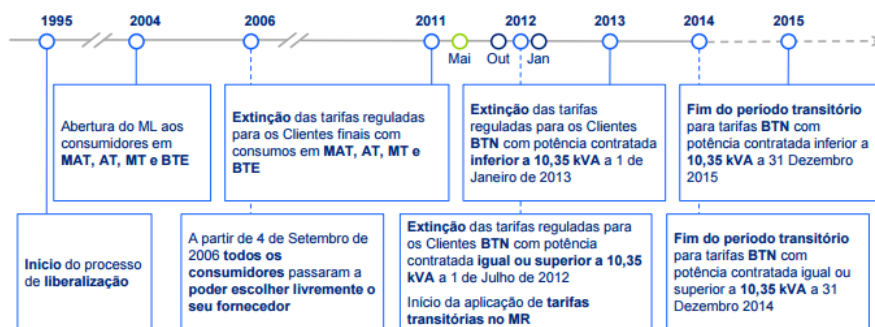 1995
2004
2006
2011
2012
2013
2014
2015
Mai
Out
Jan
Abertura do ML aos
consumidores em
MAT, AT, MT e BTE
Extinção das tarifas reguladas
para os Clientes finais com
consumos em MAT, AT, MT e
BTE
Extinção das tarifas
reguladas para os Clientes
BTN com potência contratada
inferior a 10,35 kVA a 1 de
Janeiro de 2013
Fim do período transitório
para tarifas BTN com
potência contratada inferior a
10,35 kVA a 31 Dezembro
2015
Início do processo
de liberalização
A partir de 4 de Setembro de
2006 todos os
consumidores passaram a
poder escolher livremente o
seu fornecedor
Extinção das tarifas reguladas para
os Clientes BTN com potência
contratada igual ou superior a 10,35
kVA a 1 de Julho de 2012
Início da aplicação de tarifas
transitórias no MR
Fim do período transitório
para tarifas BTN com
potência contratada igual ou
superior a 10,35 kVA a 31
Dezembro 2014